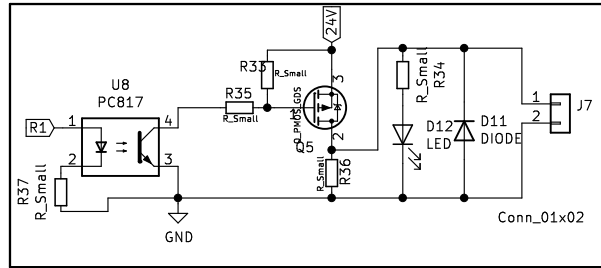 24V
R33
R_Small
R_Small
R34
U8
PC817
R35
R_Small
Q_PMOS_GDS
3
1
2
Q5
R1
1
4
2
3
1
2
J7
D12
LED
D11
DIODE
R_Small
R36
R37
R_Small
GND
Conn_01x02